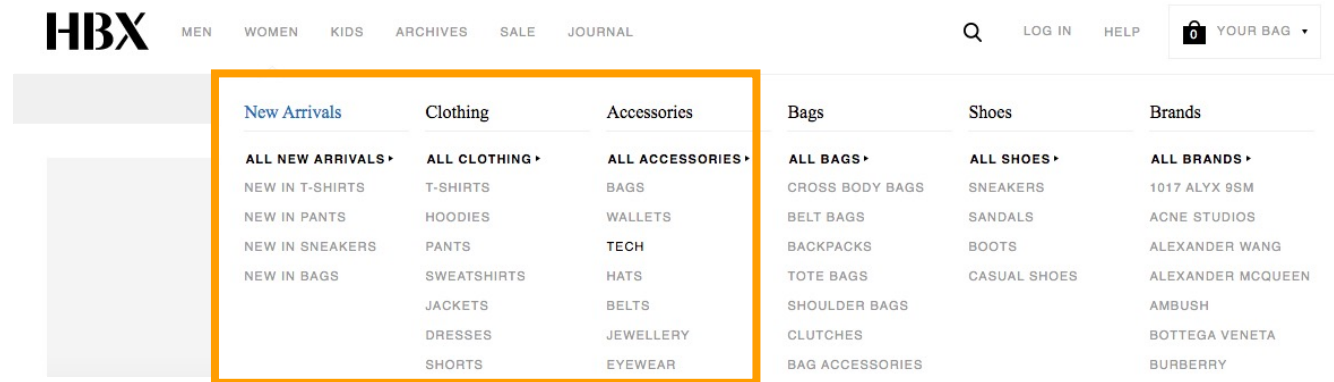 HBX MEN WOMEN KIDS ARCHIVES SALE JOURNAL LOG IN HELP 0 YOUR BAG
New Arrivals
ALL NEW ARRIVALS
NEW IN T-SHIRTS
NEW IN PANTS
NEW IN SNEAKERS
NEW IN BAGS
Clothing
ALL CLOTHING
T-SHIRTS
HOODIES
PANTS
SWEATSHIRTS
JACKETS
DRESSES
SHORTS
Accessories
ALL ACCESSORIES
BAGS
WALLETS
TECH
HATS
BELTS
JEWELLERY
EYEWEAR
Bags
ALL BAGS
CROSS BODY BAGS
BELT BAGS
BACKPACKS
TOTE BAGS
SHOULDER BAGS
CLUTCHES
BAG ACCESSORIES
Shoes
ALL SHOES
SNEAKERS
SANDALS
BOOTS
CASUAL SHOES
Brands
ALL BRANDS
1017 ALYX 9SM
ACNE STUDIOS
ALEXANDER WANG
ALEXANDER MCQUEEN
AMBUSH
BOTTEGA VENETA
BURBERRY